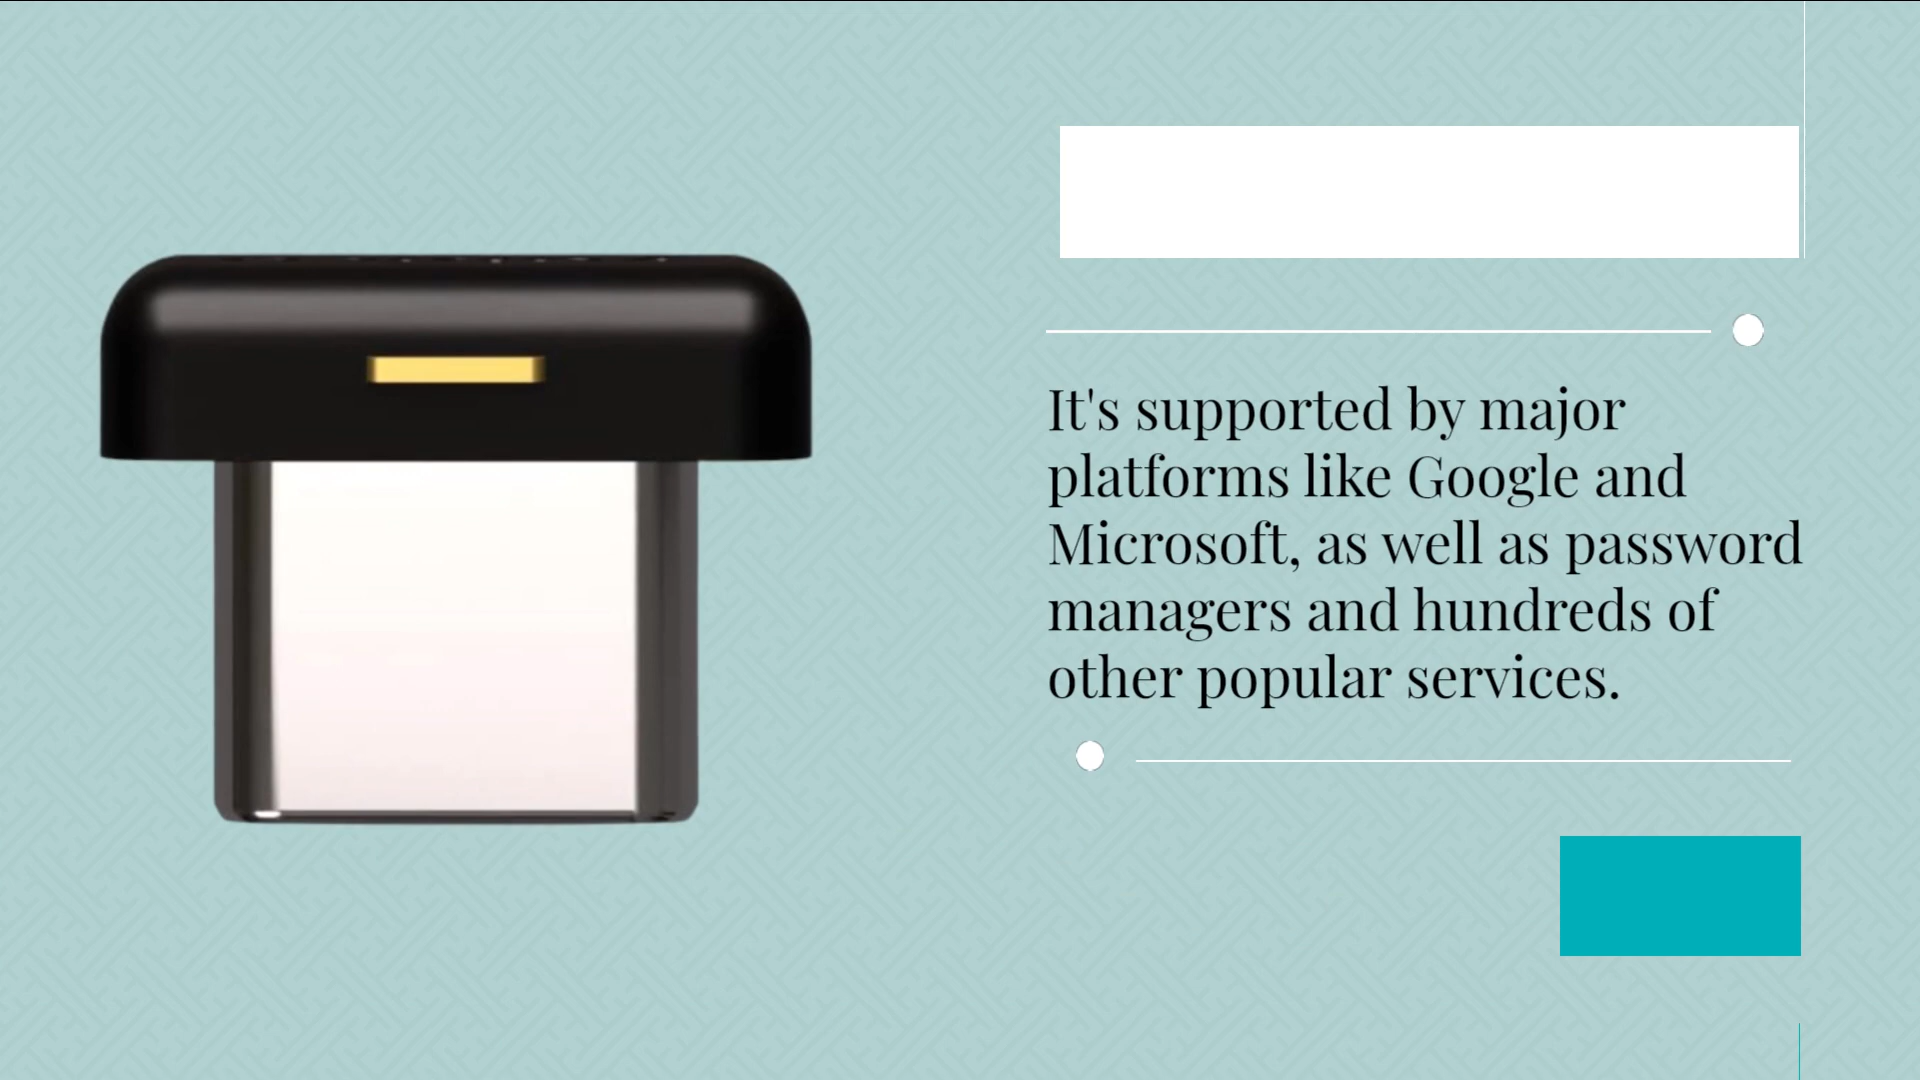 It's supported by major
platforms like Google and
Microsoft, as well as password
managers and hundreds of
other popular services.